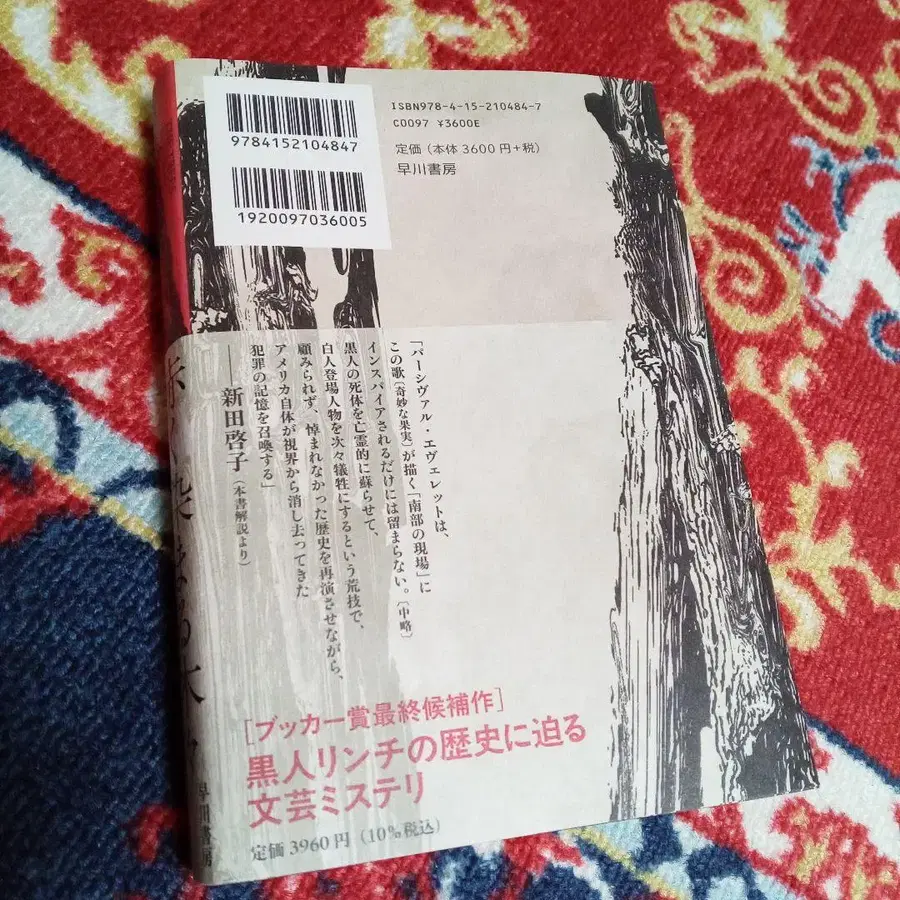 9784152104847
1920097036005
ISBN978-4-15-210484-7
C0097 ¥3600E
定価(本体3600円+税)
早川書房
「パーシヴァル・エヴェレットは、
この歌〔奇妙な果実〕が描く「南部の現場」に
インスパイアされるだけには留まらない。〔中略〕
黒人の死体を亡霊的に蘇らせて、
白人登場人物を次々犠牲にするという荒技で、
顧みられず、悼まれなかった歴史を再演させながら、
アメリカ自体が視界から消し去ってきた
犯罪の記憶を召喚する」
――新田啓子(本書解説より)
[ブッカー賞最終候補作]
黒人リンチの歴史に迫る
文芸ミステリ
定価3960円(10%税込)
早川書房